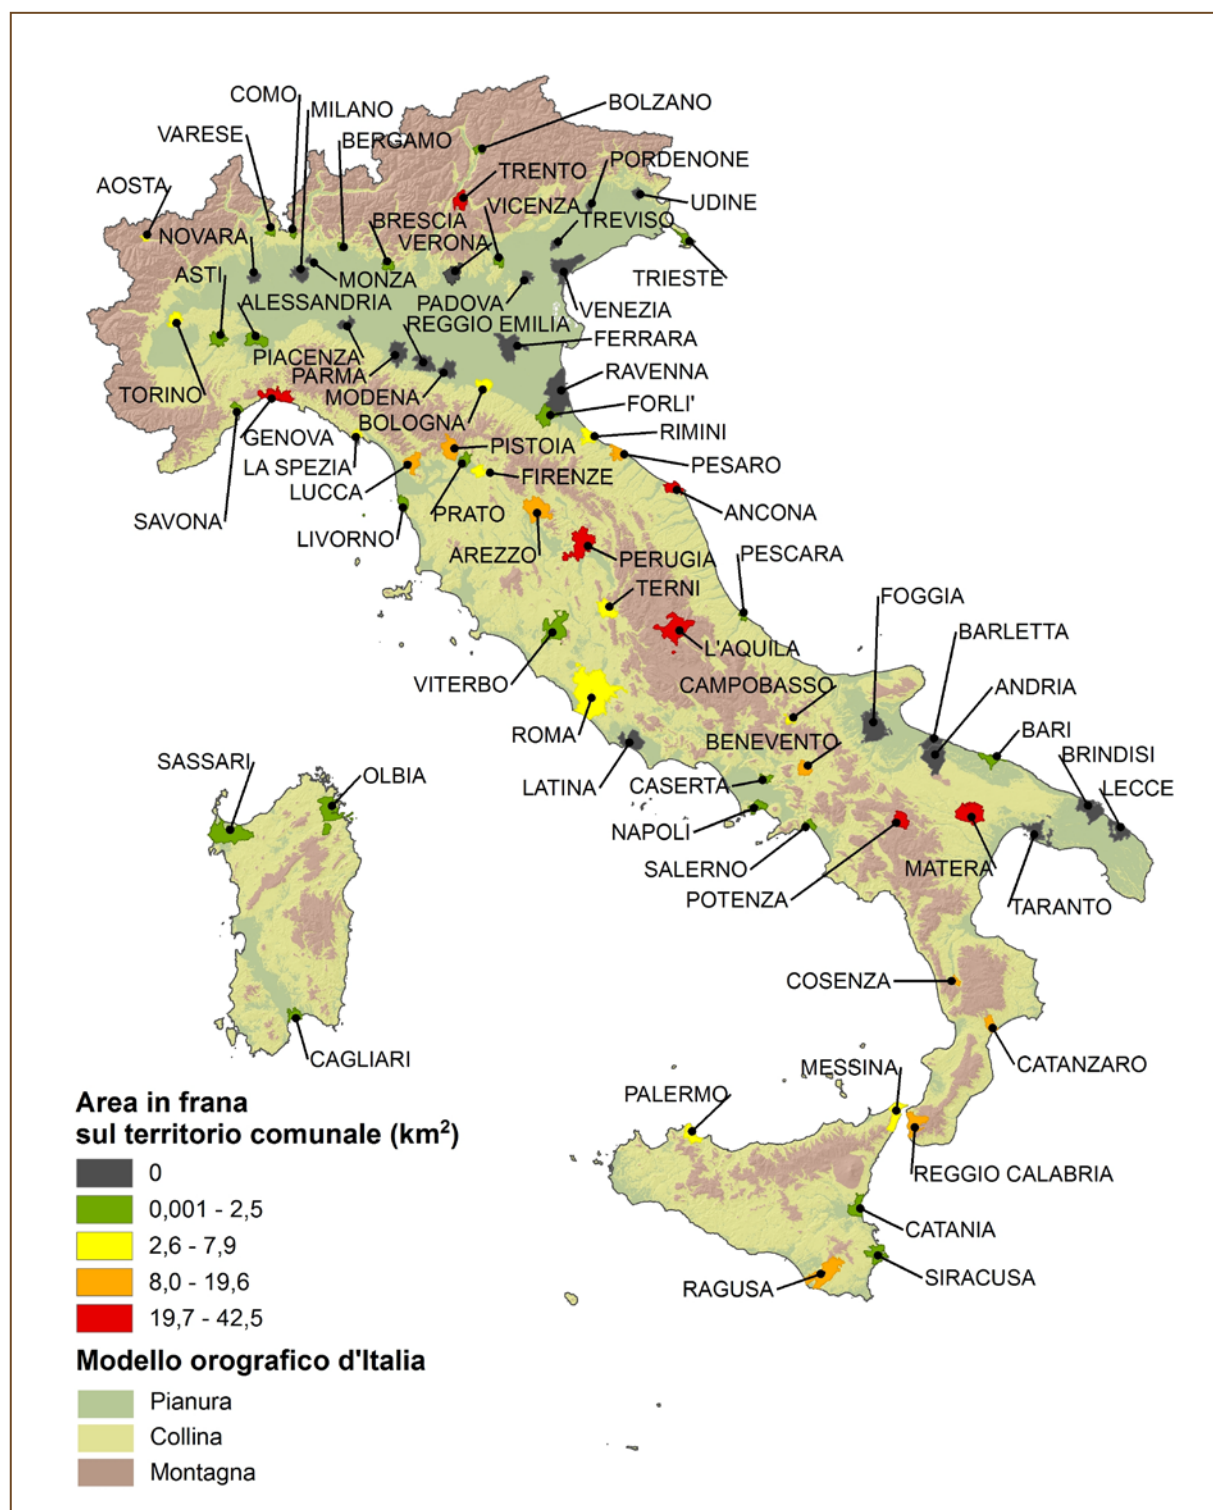 COMO
MILANO
BOLZANO
VARESE
BERGAMO
PORDENONE
AOSTA
TRENTO
UDINE
VICENZA
NOVARA
BRESCIA
TREVISO
VERONA
ASTI
MONZA
TRIESTE
ALESSANDRIA
PADOVA
VENEZIA
REGGIO EMILIA
FERRARA
PIACENZA
PARMA
RAVENNA
TORINO
MODENA
FORLI'
BOLOGNA
RIMINI
GENOVA
PISTOIA
LA SPEZIA
PESARO
FIRENZE
LUCCA
SAVONA
PRATO
ANCONA
LIVORNO
AREZZO
PERUGIA
PESCARA
TERNI
FOGGIA
BARLETTA
L'AQUILA
VITERBO
CAMPOBASSO
ANDRIA
ROMA
BENEVENTO
BARI
BRINDISI
SASSARI
OLBIA
LATINA
CASERTA
LECCE
NAPOLI
SALERNO
MATERA
POTENZA
TARANTO
COSENZA
CAGLIARI
CATANZARO
MESSINA
PALERMO
REGGIO CALABRIA
CATANIA
SIRACUSA
RAGUSA
Area in frana
sul territorio comunale (km²)
0
0,001 - 2,5
2,6 - 7,9
8,0 - 19,6
19,7 - 42,5
Modello orografico d'Italia
Pianura
Collina
Montagna